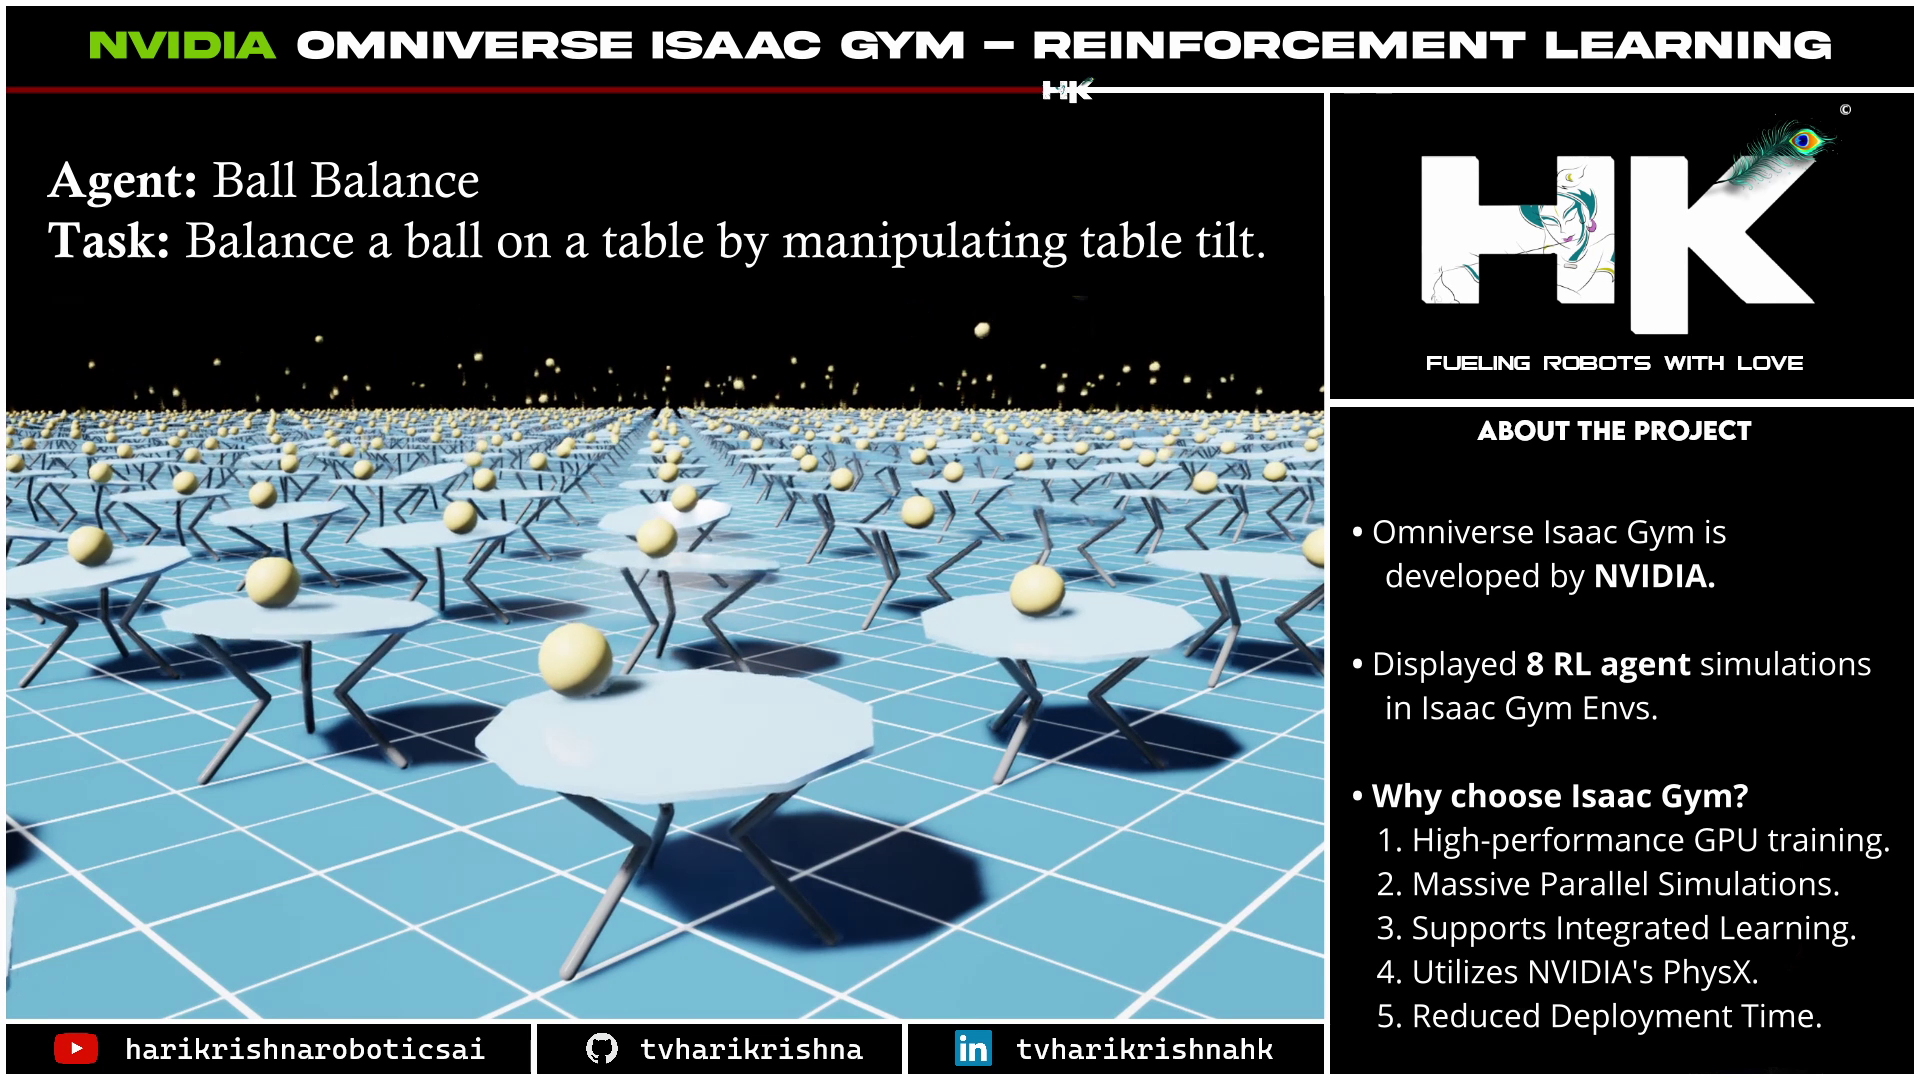 NVIDIA OMNIVERSE ISAAC GYM – REINFORCEMENT LEARNING
HK
Agent: Ball Balance
Task: Balance a ball on a table by manipulating table tilt.
©
HK
FUELING ROBOTS WITH LOVE
ABOUT THE PROJECT
• Omniverse Isaac Gym is
developed by NVIDIA.
• Displayed 8 RL agent simulations
in Isaac Gym Envs.
• Why choose Isaac Gym?
1. High-performance GPU training.
2. Massive Parallel Simulations.
3. Supports Integrated Learning.
4. Utilizes NVIDIA's PhysX.
5. Reduced Deployment Time.
harikrishnaroboticsai
tvharikrishna
in tvharikrishnahk